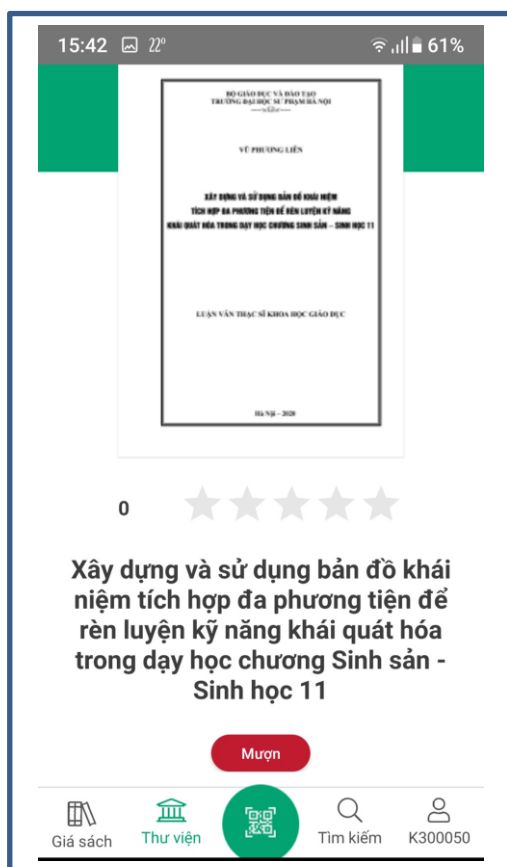 15:42 22° 61%
BỘ GIÁO DỤC VÀ ĐÀO TẠO
TRƯỜNG ĐẠI HỌC SƯ PHẠM HÀ NỘI
VŨ PHƯƠNG LIÊN
XÂY DỰNG VÀ SỬ DỤNG BẢN ĐỒ KHÁI NIỆM
TÍCH HỢP ĐA PHƯƠNG TIỆN ĐỂ RÈN LUYỆN KỸ NĂNG
KHÁI QUÁT HÓA TRONG DẠY HỌC CHƯƠNG SINH SẢN – SINH HỌC 11
LUẬN VĂN THẠC SĨ KHOA HỌC GIÁO DỤC
Hà Nội – 2020
0
Xây dựng và sử dụng bản đồ khái
niệm tích hợp đa phương tiện để
rèn luyện kỹ năng khái quát hóa
trong dạy học chương Sinh sản -
Sinh học 11
Mượn
Giá sách Thư viện Tìm kiếm K300050